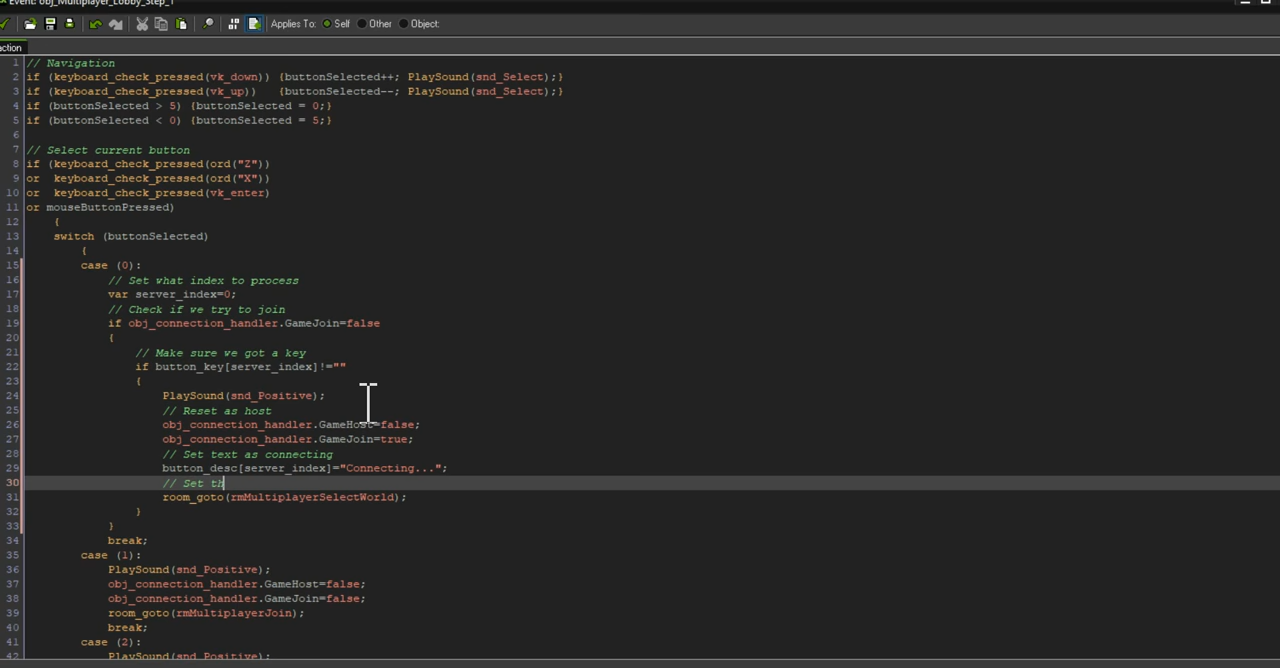 Event: obj_Multiplayer_Lobby_Step_1
Applies To: Self Other Object:
action
1 // Navigation
2 if (keyboard_check_pressed(vk_down)) {buttonSelected++; PlaySound(snd_Select);}
3 if (keyboard_check_pressed(vk_up)) {buttonSelected--; PlaySound(snd_Select);}
4 if (buttonSelected > 5) {buttonSelected = 0;}
5 if (buttonSelected < 0) {buttonSelected = 5;}
6
7 // Select current button
8 if (keyboard_check_pressed(ord("Z"))
9 or keyboard_check_pressed(ord("X"))
10 or keyboard_check_pressed(vk_enter)
11 or mouseButtonPressed)
12 {
13 switch (buttonSelected)
14 {
15 case (0):
16 // Set what index to process
17 var server_index=0;
18 // Check if we try to join
19 if obj_connection_handler.GameJoin=false
20 {
21 // Make sure we got a key
22 if button_key[server_index]!=""
23 {
24 PlaySound(snd_Positive);
25 // Reset as host
26 obj_connection_handler.GameHost=false;
27 obj_connection_handler.GameJoin=true;
28 // Set text as connecting
29 button_desc[server_index]="Connecting...";
30 // Set th
31 room_goto(rmMultiplayerSelectWorld);
32 }
33 }
34 break;
35 case (1):
36 PlaySound(snd_Positive);
37 obj_connection_handler.GameHost=false;
38 obj_connection_handler.GameJoin=false;
39 room_goto(rmMultiplayerJoin);
40 break;
41 case (2):
42 PlaySound(snd_Positive);